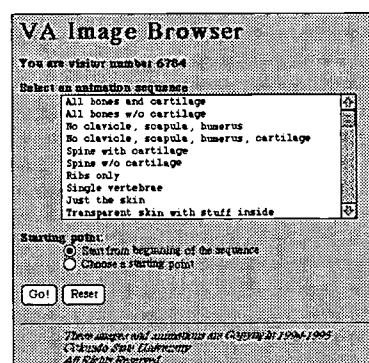 VA Image Browser
You are visitor number 6784
Select an animation sequence
All bones and cartilage
All bones w/o cartilage
No clavicle, scapula, humerus
No clavicle, scapula, humerus, cartilage
Spine with cartilage
Spine w/o cartilage
Ribs only
Single vertebrae
Just the skin
Transparent skin with stuff inside
Starting point:
Start from beginning of the sequence
Choose a starting point
Go! Reset
These images and animations are Copyright 1994-1995
Colorado State University
All Rights Reserved